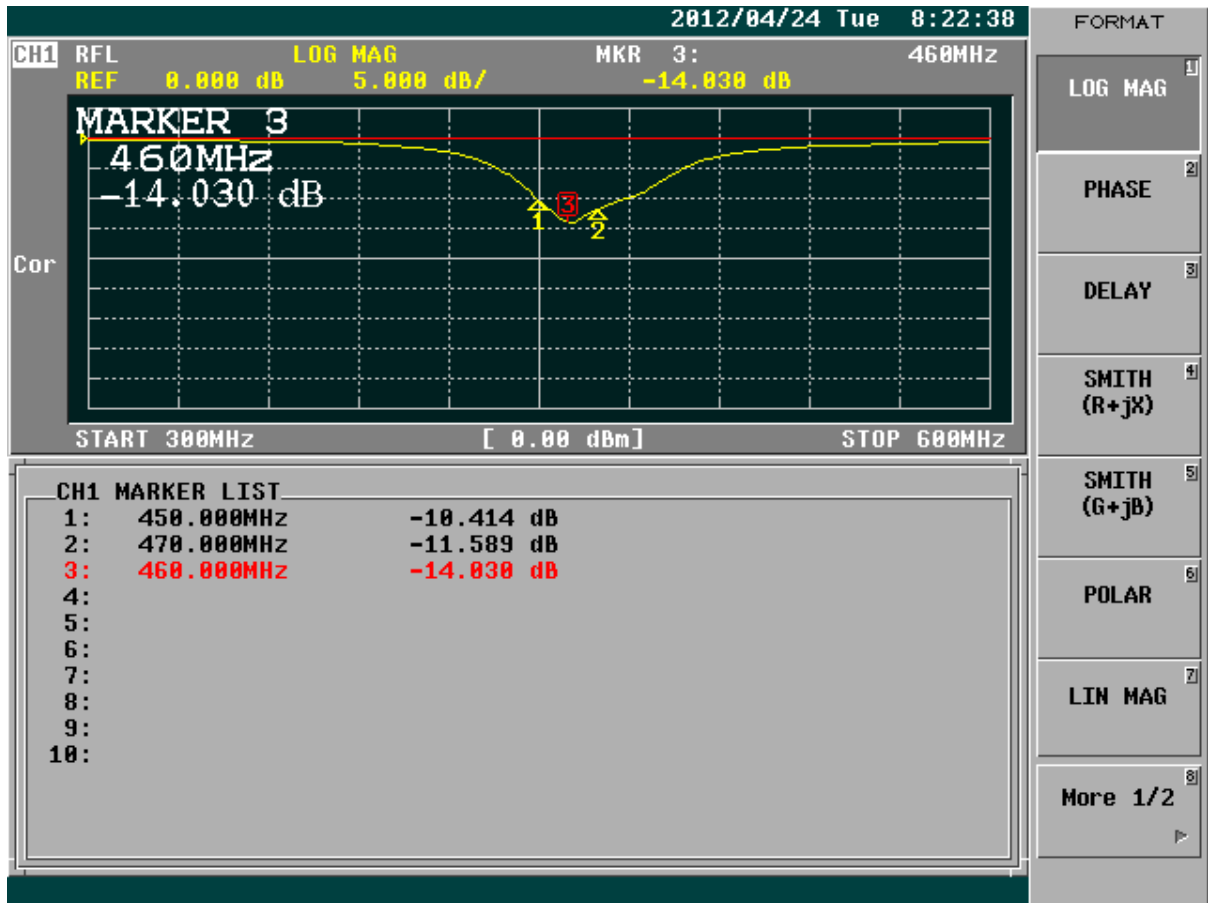 2012/04/24 Tue 8:22:38
CH1 RFL LOG MAG MKR 3: 460MHz
REF 0.000 dB 5.000 dB/ -14.030 dB
MARKER 3
460MHz
-14.030 dB
3
1
2
Cor
START 300MHz [ 0.00 dBm] STOP 600MHz
CH1 MARKER LIST
1: 450.000MHz -10.414 dB
2: 470.000MHz -11.589 dB
3: 460.000MHz -14.030 dB
4:
5:
6:
7:
8:
9:
10:
FORMAT
LOG MAG 1
PHASE 2
DELAY 3
SMITH 4
(R+jX)
SMITH 5
(G+jB)
POLAR 6
LIN MAG 7
More 1/2 8